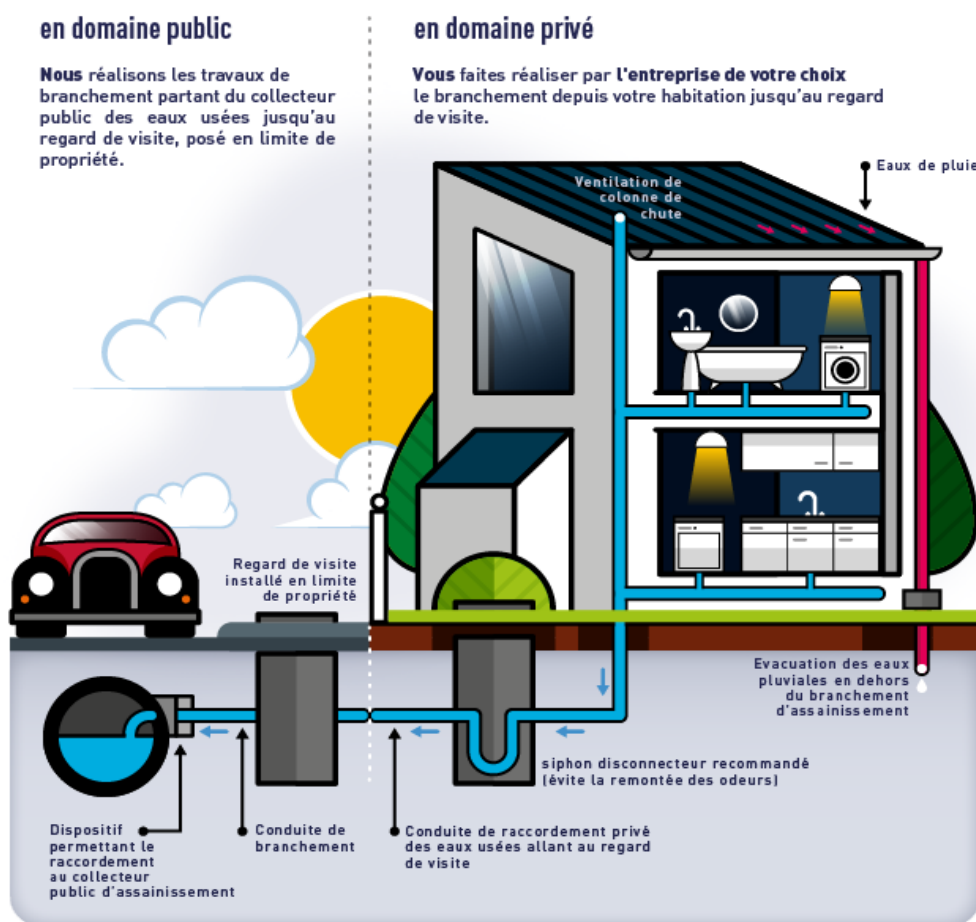 en domaine public
Nous réalisons les travaux de
branchement partant du collecteur
public des eaux usées jusqu'au
regard de visite, posé en limite de
propriété.
en domaine privé
Vous faites réaliser par l'entreprise de votre choix
le branchement depuis votre habitation jusqu'au regard
de visite.
Eaux de pluie
Ventilation de
colonne de
chute
Regard de visite
installé en limite
de propriété
Evacuation des eaux
pluviales en dehors
du branchement
d'assainissement
siphon disconnecteur recommandé
(évite la remontée des odeurs)
Dispositif
permettant le
raccordement
au collecteur
public d'assainissement
Conduite de
branchement
Conduite de raccordement privé
des eaux usées allant au regard
de visite